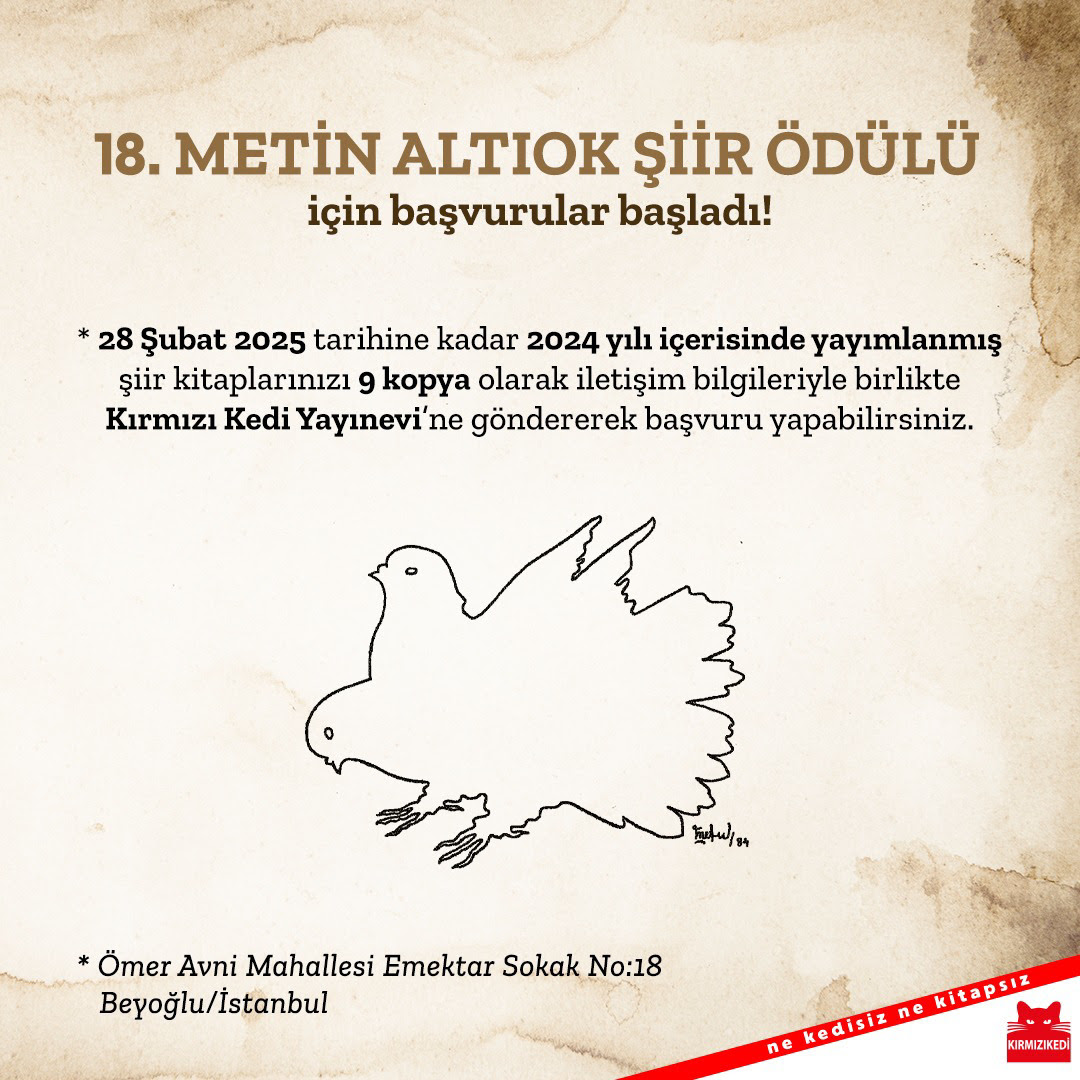 18. METİN ALTIOK ŞİİR ÖDÜLÜ
için başvurular başladı!
* 28 Şubat 2025 tarihine kadar 2024 yılı içerisinde yayımlanmış
şiir kitaplarınızı 9 kopya olarak iletişim bilgileriyle birlikte
Kırmızı Kedi Yayınevi’ne göndererek başvuru yapabilirsiniz.
* Ömer Avni Mahallesi Emektar Sokak No:18
Beyoğlu/İstanbul
ne kedisiz ne kitapsız
KIRMIZIKEDİ